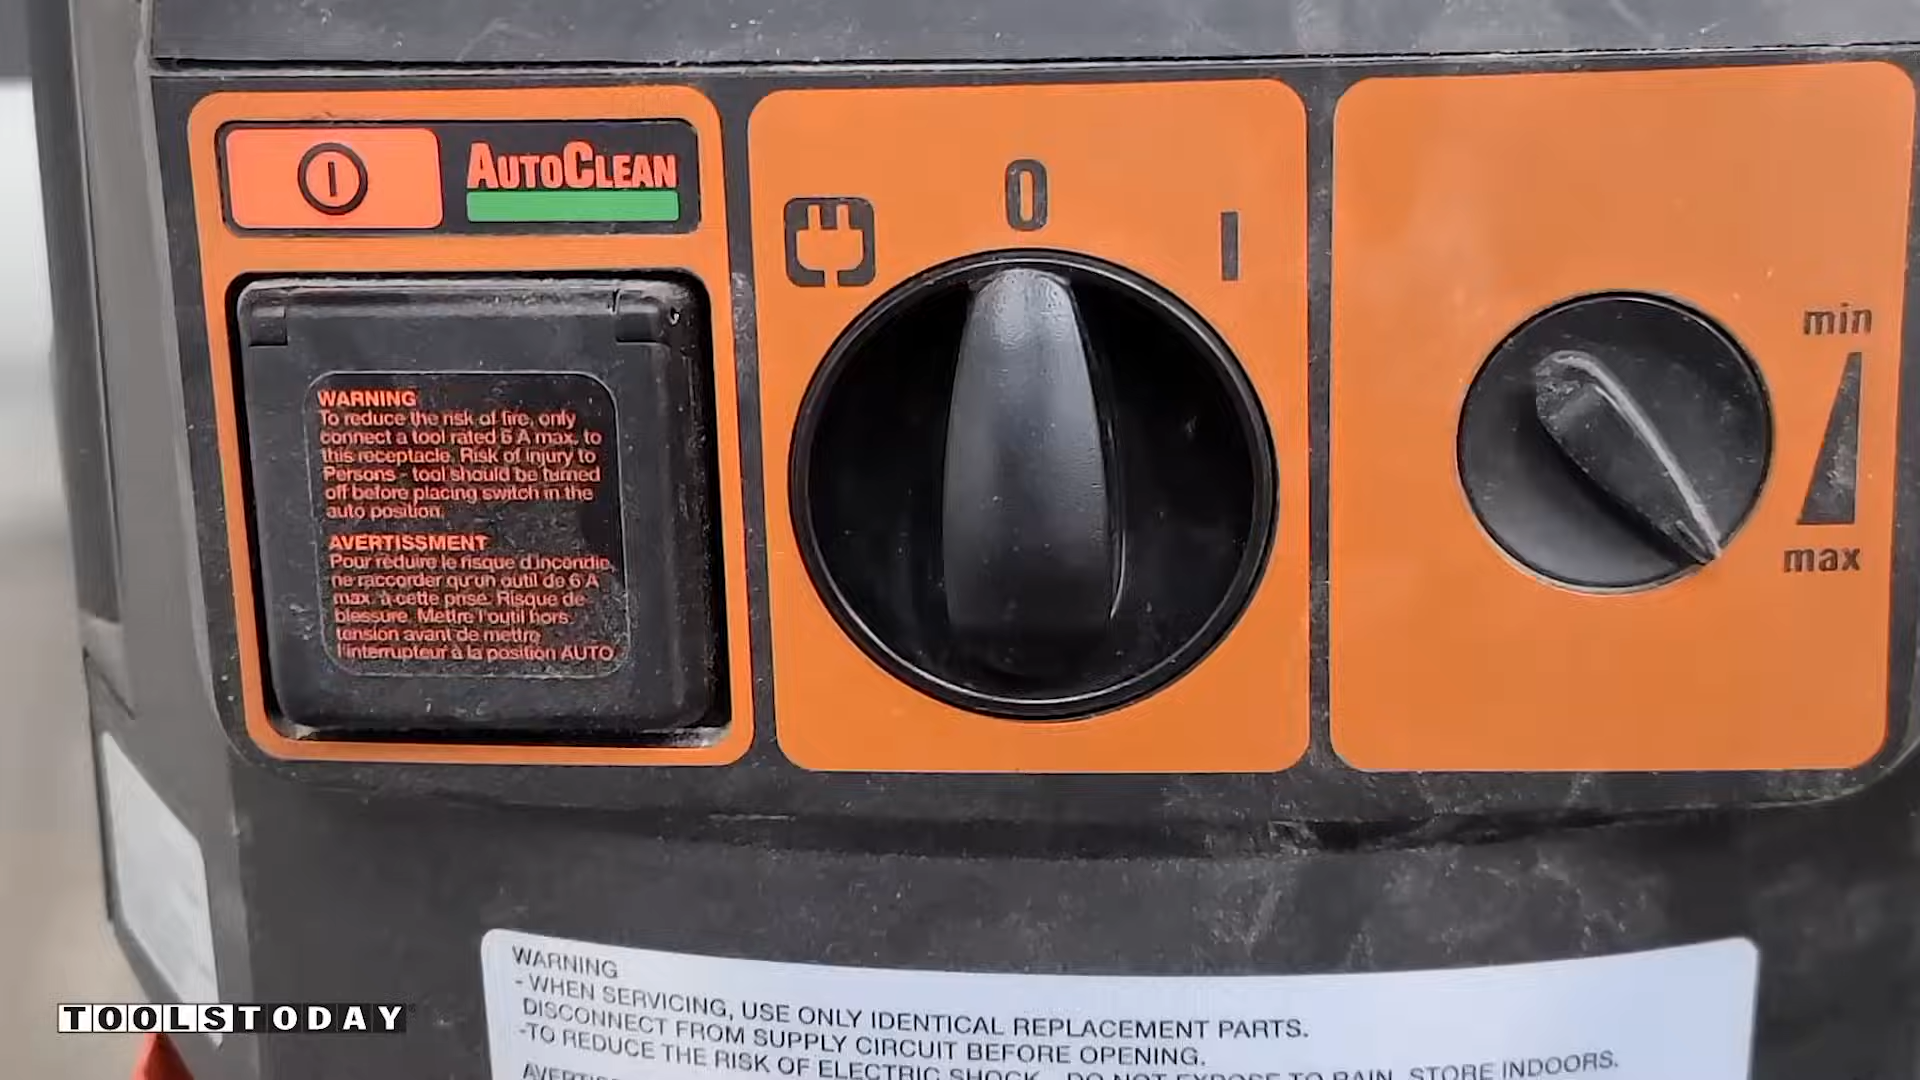 AUTOCLEAN
WARNING
To reduce the risk of fire, only
connect a tool rated 6 A max. to
this receptacle. Risk of injury to
Persons - tool should be turned
off before placing switch in the
auto position.
AVERTISSEMENT
Pour réduire le risque d'incendie,
ne raccorder qu'un outil de 6 A
max. à cette prise. Risque de
blessure. Mettre l'outil hors
tension avant de mettre
l'interrupteur à la position AUTO
0
I
min
max
WARNING
- WHEN SERVICING, USE ONLY IDENTICAL REPLACEMENT PARTS.
DISCONNECT FROM SUPPLY CIRCUIT BEFORE OPENING.
-TO REDUCE THE RISK OF ELECTRIC SHOCK - DO NOT EXPOSE TO RAIN, STORE INDOORS.
TOOLSTODAY